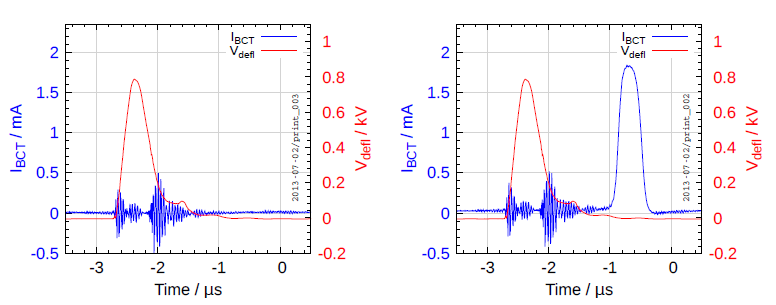 I_BCT
V_defl
2
1.5
1
0.5
0
-0.5
I_BCT / mA
1
0.8
0.6
0.4
0.2
0
-0.2
V_defl / kV
2013-07-02/print_003
-3
-2
-1
0
Time / µs
I_BCT
V_defl
2
1.5
1
0.5
0
-0.5
I_BCT / mA
1
0.8
0.6
0.4
0.2
0
-0.2
V_defl / kV
2013-07-02/print_002
-3
-2
-1
0
Time / µs